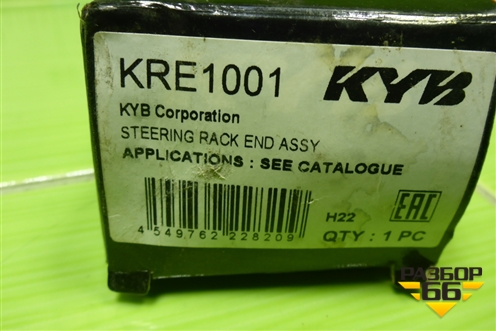 KRE1001 KYB
KYB Corporation
STEERING RACK END ASSY
APPLICATIONS : SEE CATALOGUE
4 549762 228209
H22
EAC
QTY : 1 PC
РАЗБОР
66